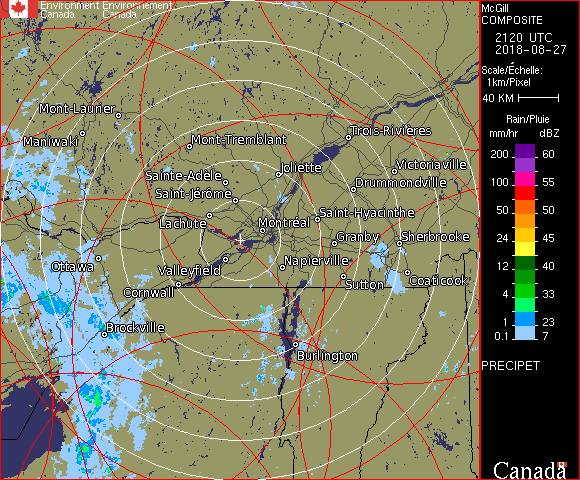 Environment Environnement
Canada Canada
McGill
COMPOSITE
2120 UTC
2018-08-27
Scale/Échelle:
1km/Pixel
40 KM
Rain/Pluie
mm/hr dBZ
200 60
100 55
50 50
24 45
12 40
4 33
1 23
0.1 7
PRECIPET
Canada
Mont-Laurier
Maniwaki
Mont-Tremblant
Trois-Rivières
Sainte-Adèle
Joliette
Victoriaville
Saint-Jérôme
Drummondville
Lachute
Montréal
Saint-Hyacinthe
Granby
Sherbrooke
Ottawa
Valleyfield
Napierville
Cornwall
Sutton
Coaticook
Brockville
Burlington